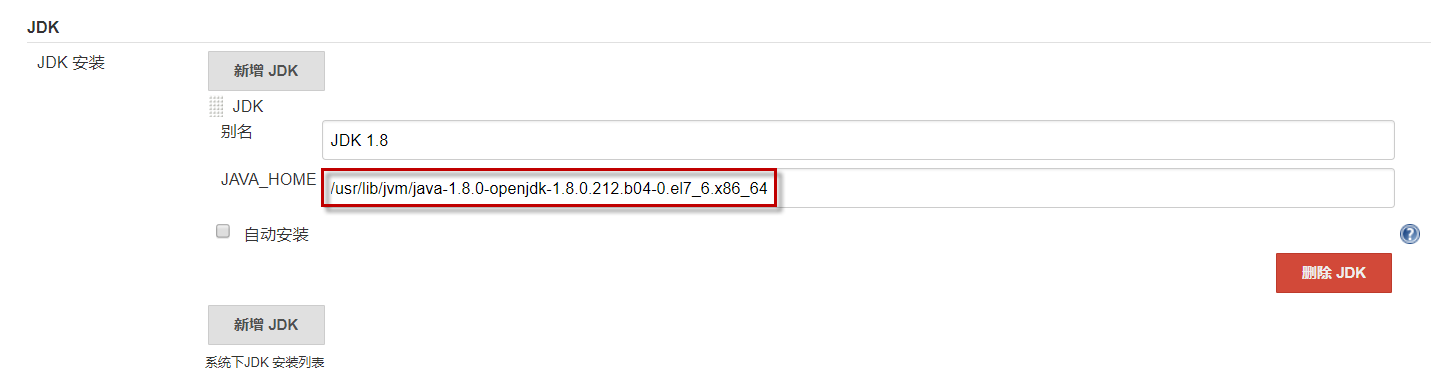 JDK
JDK 安装
新增 JDK
JDK
别名
JDK 1.8
JAVA_HOME
/usr/lib/jvm/java-1.8.0-openjdk-1.8.0.212.b04-0.el7_6.x86_64
自动安装
?
删除 JDK
新增 JDK
系统下JDK 安装列表